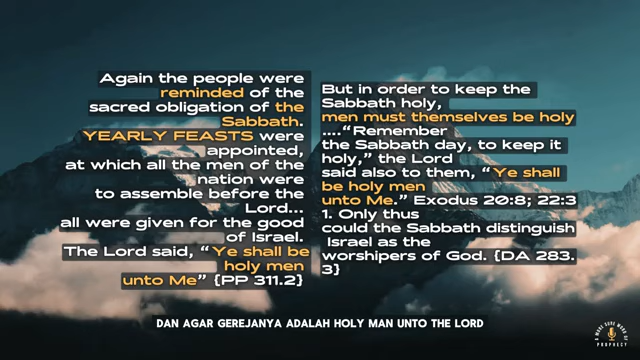 Again the people were
reminded of the
sacred obligation of the
Sabbath.
YEARLY FEASTS were
appointed,
at which all the men of the
nation were
to assemble before the
Lord...
all were given for the good
of Israel.
The Lord said, “Ye shall be
holy men
unto Me” {PP 311.2}
But in order to keep the
Sabbath holy,
men must themselves be holy
....“Remember
the Sabbath day, to keep it
holy,” the Lord
said also to them, “Ye shall
be holy men
unto Me.” Exodus 20:8; 22:3
1. Only thus
could the Sabbath distinguish
Israel as the
worshipers of God. {DA 283.
3}
DAN AGAR GEREJANYA ADALAH HOLY MAN UNTO THE LORD
A MORE SURE WORD OF
PROPHECY